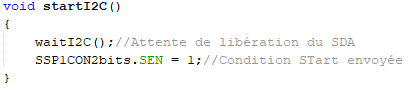 void startI2C()
{
waitI2C();//Attente de libération du SDA
SSP1CON2bits.SEN = 1;//Condition STart envoyée
}